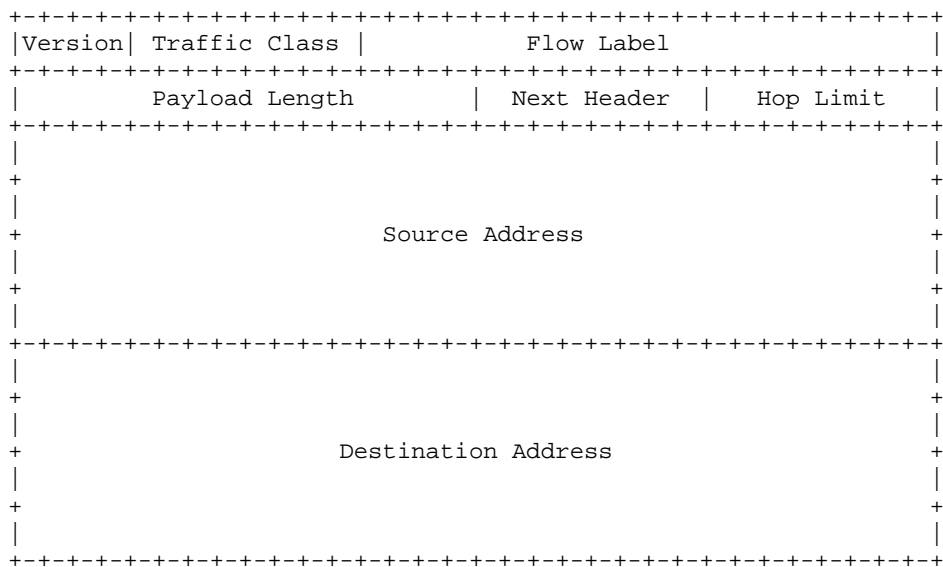 Version Traffic Class Flow Label
Payload Length Next Header Hop Limit
Source Address
Destination Address